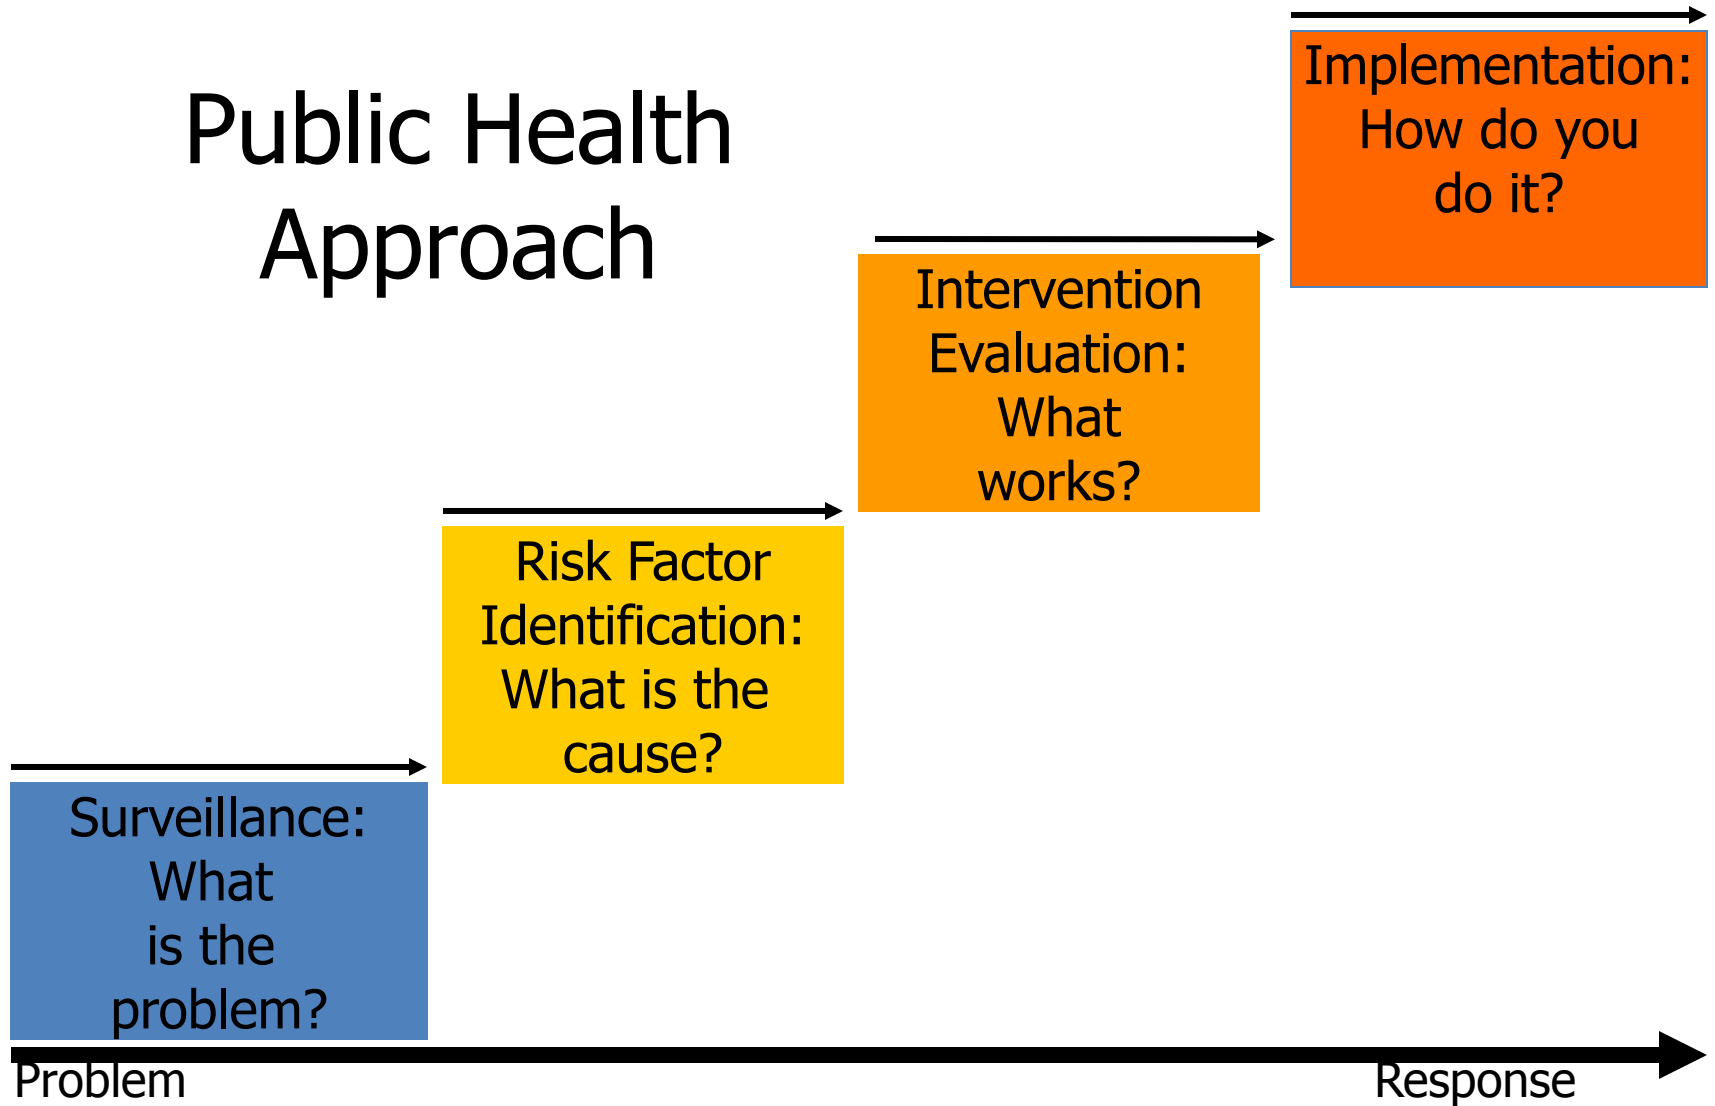 Public Health
Approach
Surveillance:
What
is the
problem?
Risk Factor
Identification:
What is the
cause?
Intervention
Evaluation:
What
works?
Implementation:
How do you
do it?
Problem
Response